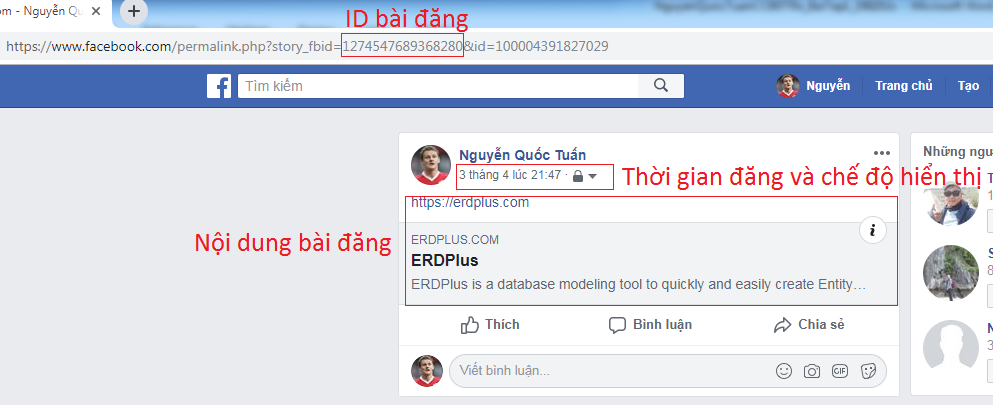 ID bài đăng
om - Nguyễn Qu
https://www.facebook.com/permalink.php?story_fbid=1274547689368280&id=100004391827029
Tìm kiếm
Nguyễn
Trang chủ
Tạo
Nguyễn Quốc Tuấn
3 tháng 4 lúc 21:47 ·
Thời gian đăng và chế độ hiển thị
Những ngư
https://erdplus.com
Nội dung bài đăng
ERDPLUS.COM
ERDPlus
ERDPlus is a database modeling tool to quickly and easily create Entity…
Thích
Bình luận
Chia sẻ
Viết bình luận...
GIF